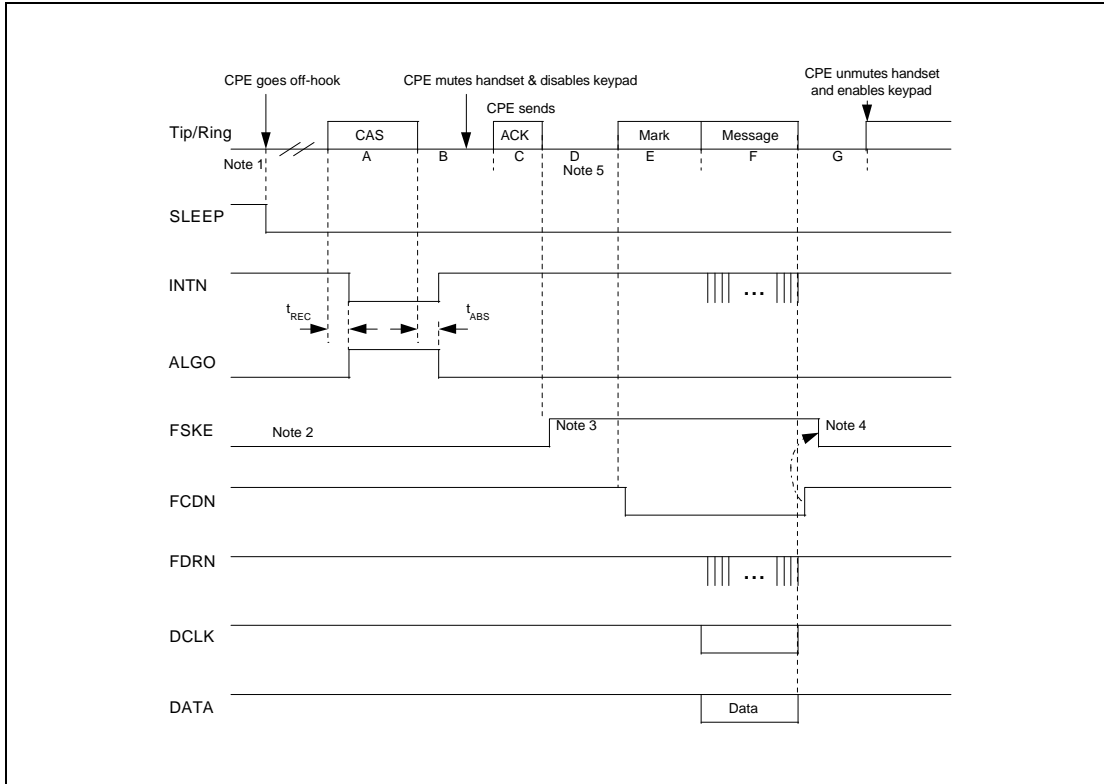 CPE goes off-hook
CPE mutes handset & disables keypad
CPE unmutes handset
and enables keypad
CPE sends
Tip/Ring
CAS
ACK
Mark
Message
Note 1
A
B
C
D
E
F
G
Note 5
SLEEP
INTN
tREC
tABS
...
ALGO
FSKE
Note 2
Note 3
Note 4
FCDN
FDRN
...
DCLK
DATA
Data